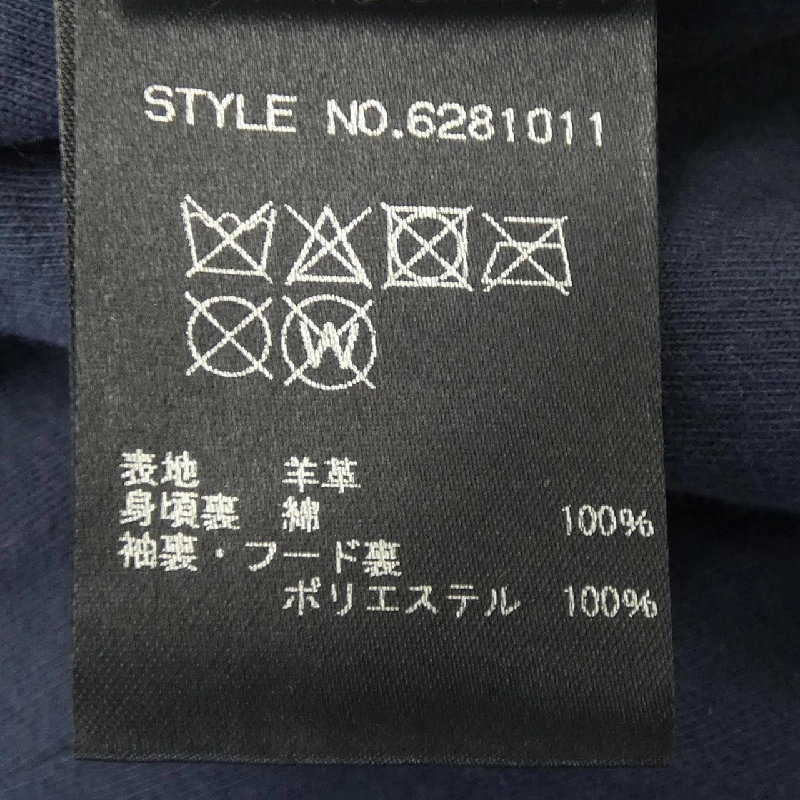 STYLE NO.6281011
W
表地 羊革
身頃裏 綿 100%
袖裏・フード裏
ポリエステル 100%